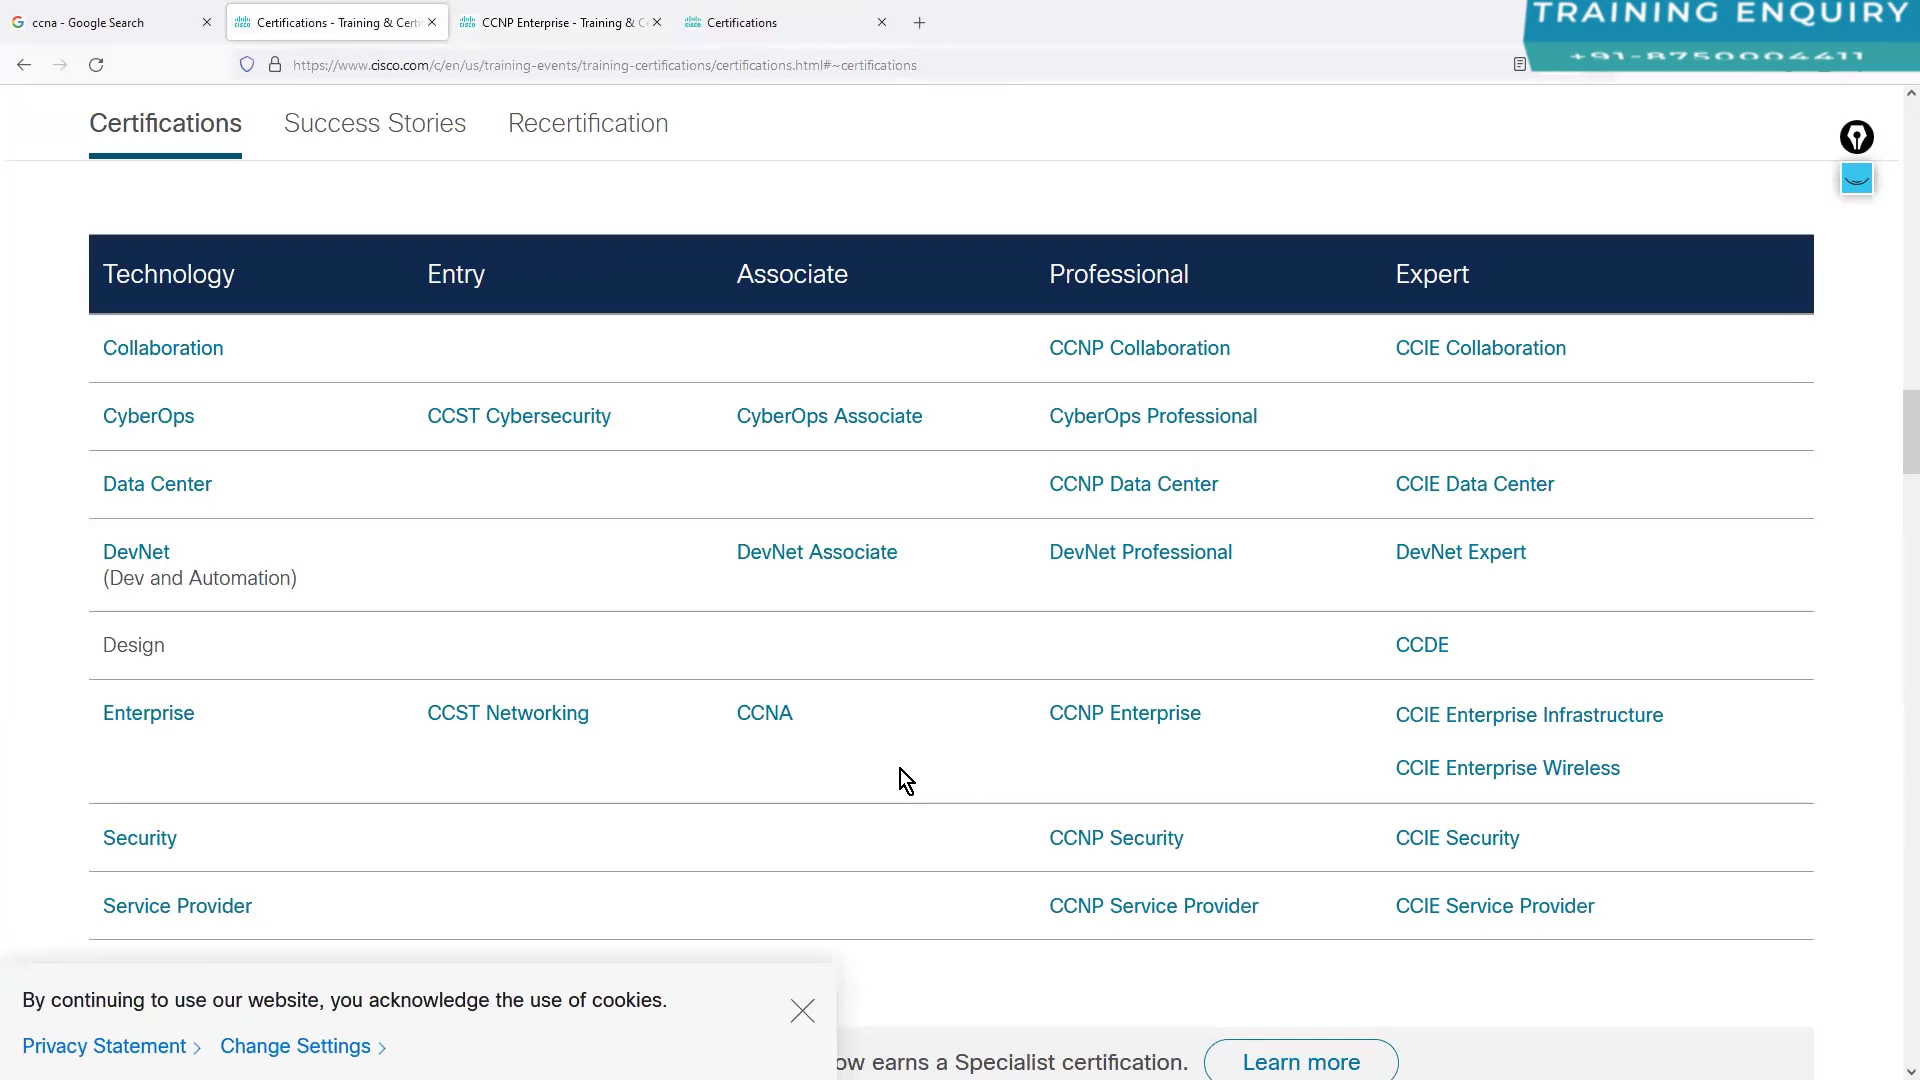 ccna - Google Search
Certifications - Training & Certi
CCNP Enterprise - Training & C
Certifications
TRAINING ENQUIRY
+91-8750004411
https://www.cisco.com/c/en/us/training-events/training-certifications/certifications.html#~certifications
Certifications Success Stories Recertification
Technology Entry Associate Professional Expert
Collaboration CCNP Collaboration CCIE Collaboration
CyberOps CCST Cybersecurity CyberOps Associate CyberOps Professional
Data Center CCNP Data Center CCIE Data Center
DevNet DevNet Associate DevNet Professional DevNet Expert
(Dev and Automation)
Design CCDE
Enterprise CCST Networking CCNA CCNP Enterprise CCIE Enterprise Infrastructure
CCIE Enterprise Wireless
Security CCNP Security CCIE Security
Service Provider CCNP Service Provider CCIE Service Provider
By continuing to use our website, you acknowledge the use of cookies.
Privacy Statement Change Settings
ow earns a Specialist certification. Learn more